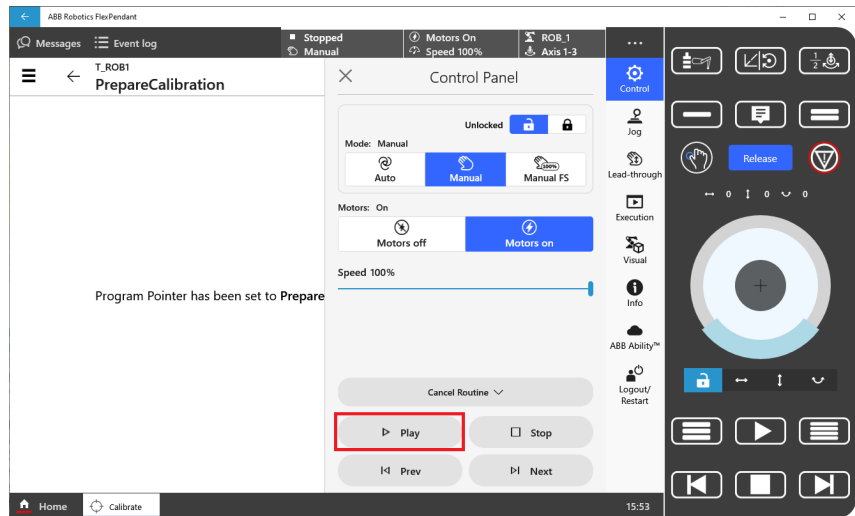 ABB Robotics FlexPendant
Messages
Event log
Stopped
Manual
Motors On
Speed 100%
ROB_1
Axis 1-3
T_ROB1
PrepareCalibration
Program Pointer has been set to Prepare
Control Panel
Unlocked
Mode: Manual
Auto
Manual
100%
Manual FS
Motors: On
Motors off
Motors on
Speed 100%
Cancel Routine
Play
Stop
Prev
Next
Control
Jog
Lead-through
Execution
Visual
Info
ABB Ability™
Logout/
Restart
1/2
Release
0 0 0
Home
Calibrate
15:53